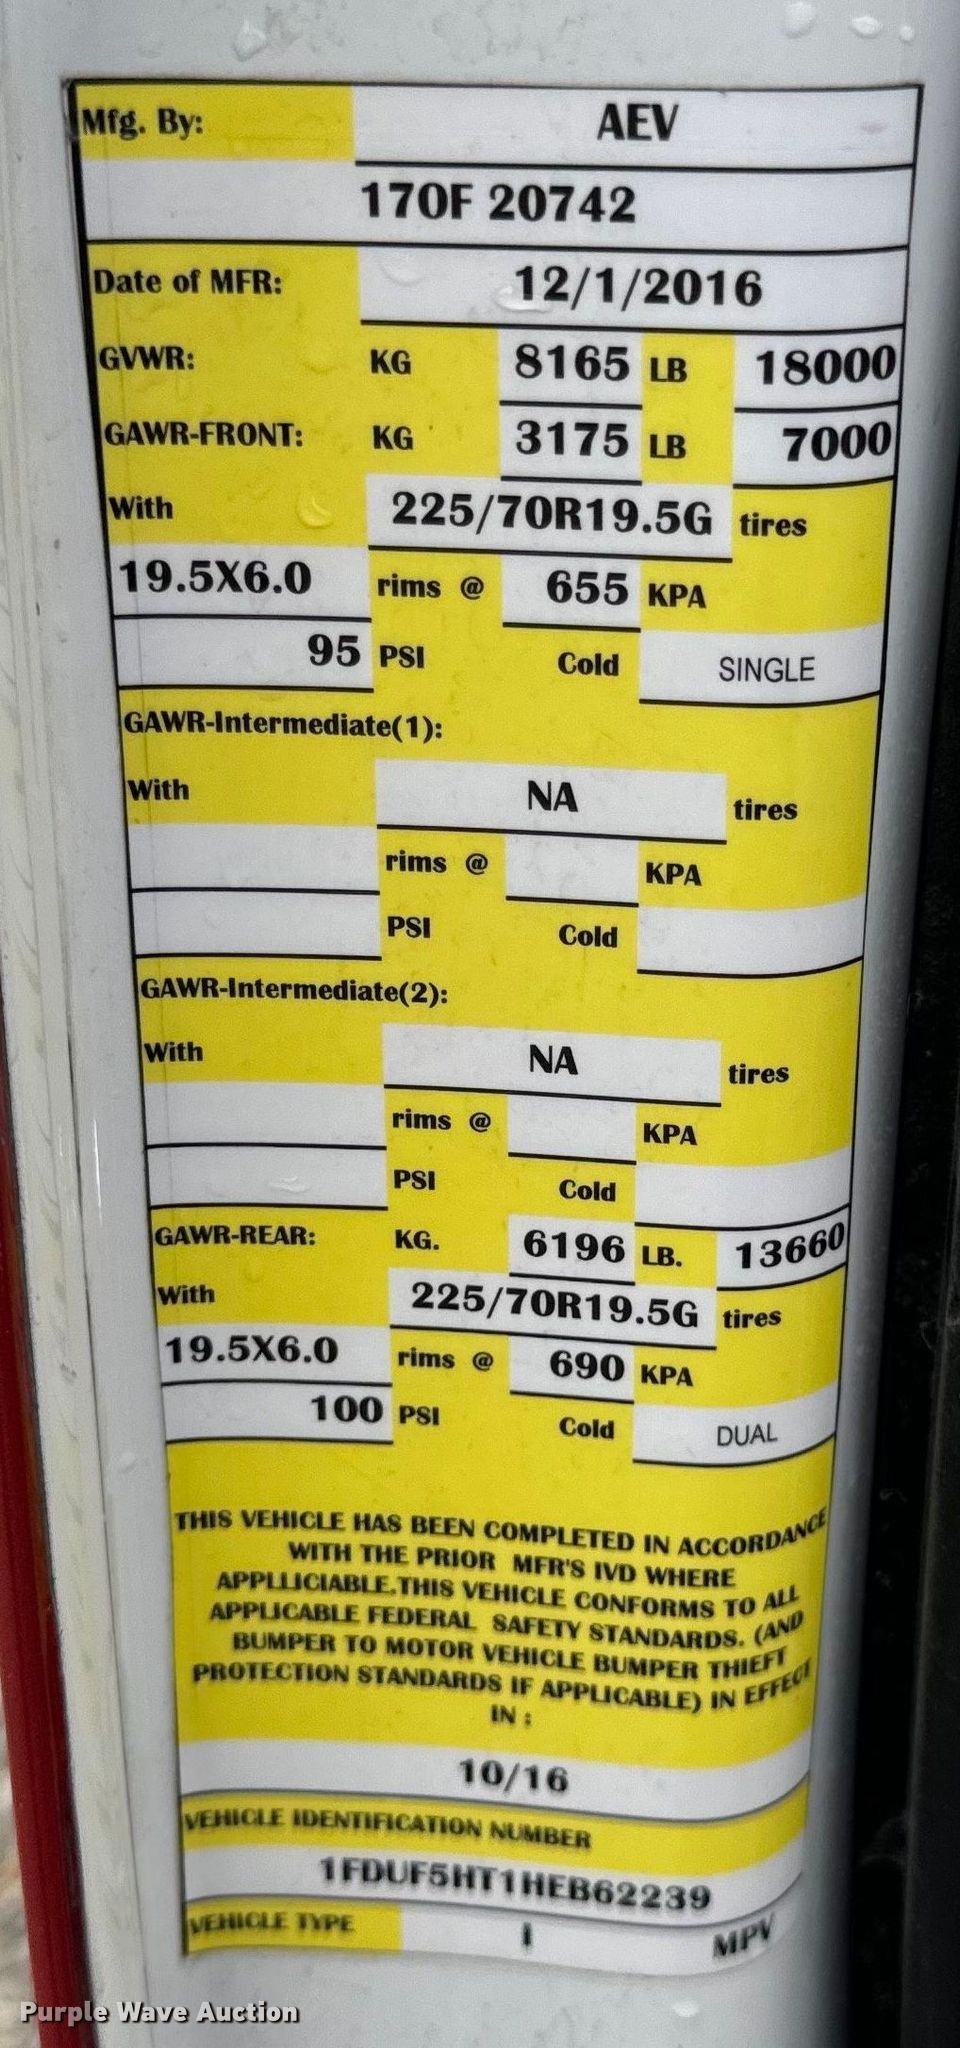 Mfg. By: AEV
170F 20742
Date of MFR: 12/1/2016
GVWR: KG 8165 LB 18000
GAWR-FRONT: KG 3175 LB 7000
With 225/70R19.5G tires
19.5X6.0 rims @ 655 KPA
95 PSI Cold SINGLE
GAWR-Intermediate(1):
With NA tires
rims @ KPA
PSI Cold
GAWR-Intermediate(2):
With NA tires
rims @ KPA
PSI Cold
GAWR-REAR: KG. 6196 LB. 13660
With 225/70R19.5G tires
19.5X6.0 rims @ 690 KPA
100 PSI Cold DUAL
THIS VEHICLE HAS BEEN COMPLETED IN ACCORDANCE
WITH THE PRIOR MFR'S IVD WHERE
APPLLICIABLE.THIS VEHICLE CONFORMS TO ALL
APPLICABLE FEDERAL SAFETY STANDARDS. (AND
BUMPER TO MOTOR VEHICLE BUMPER THIEFT
PROTECTION STANDARDS IF APPLICABLE) IN EFFECT
IN :
10/16
VEHICLE IDENTIFICATION NUMBER
1FDUF5HT1HEB62239
VEHICLE TYPE I MPV
Purple Wave Auction